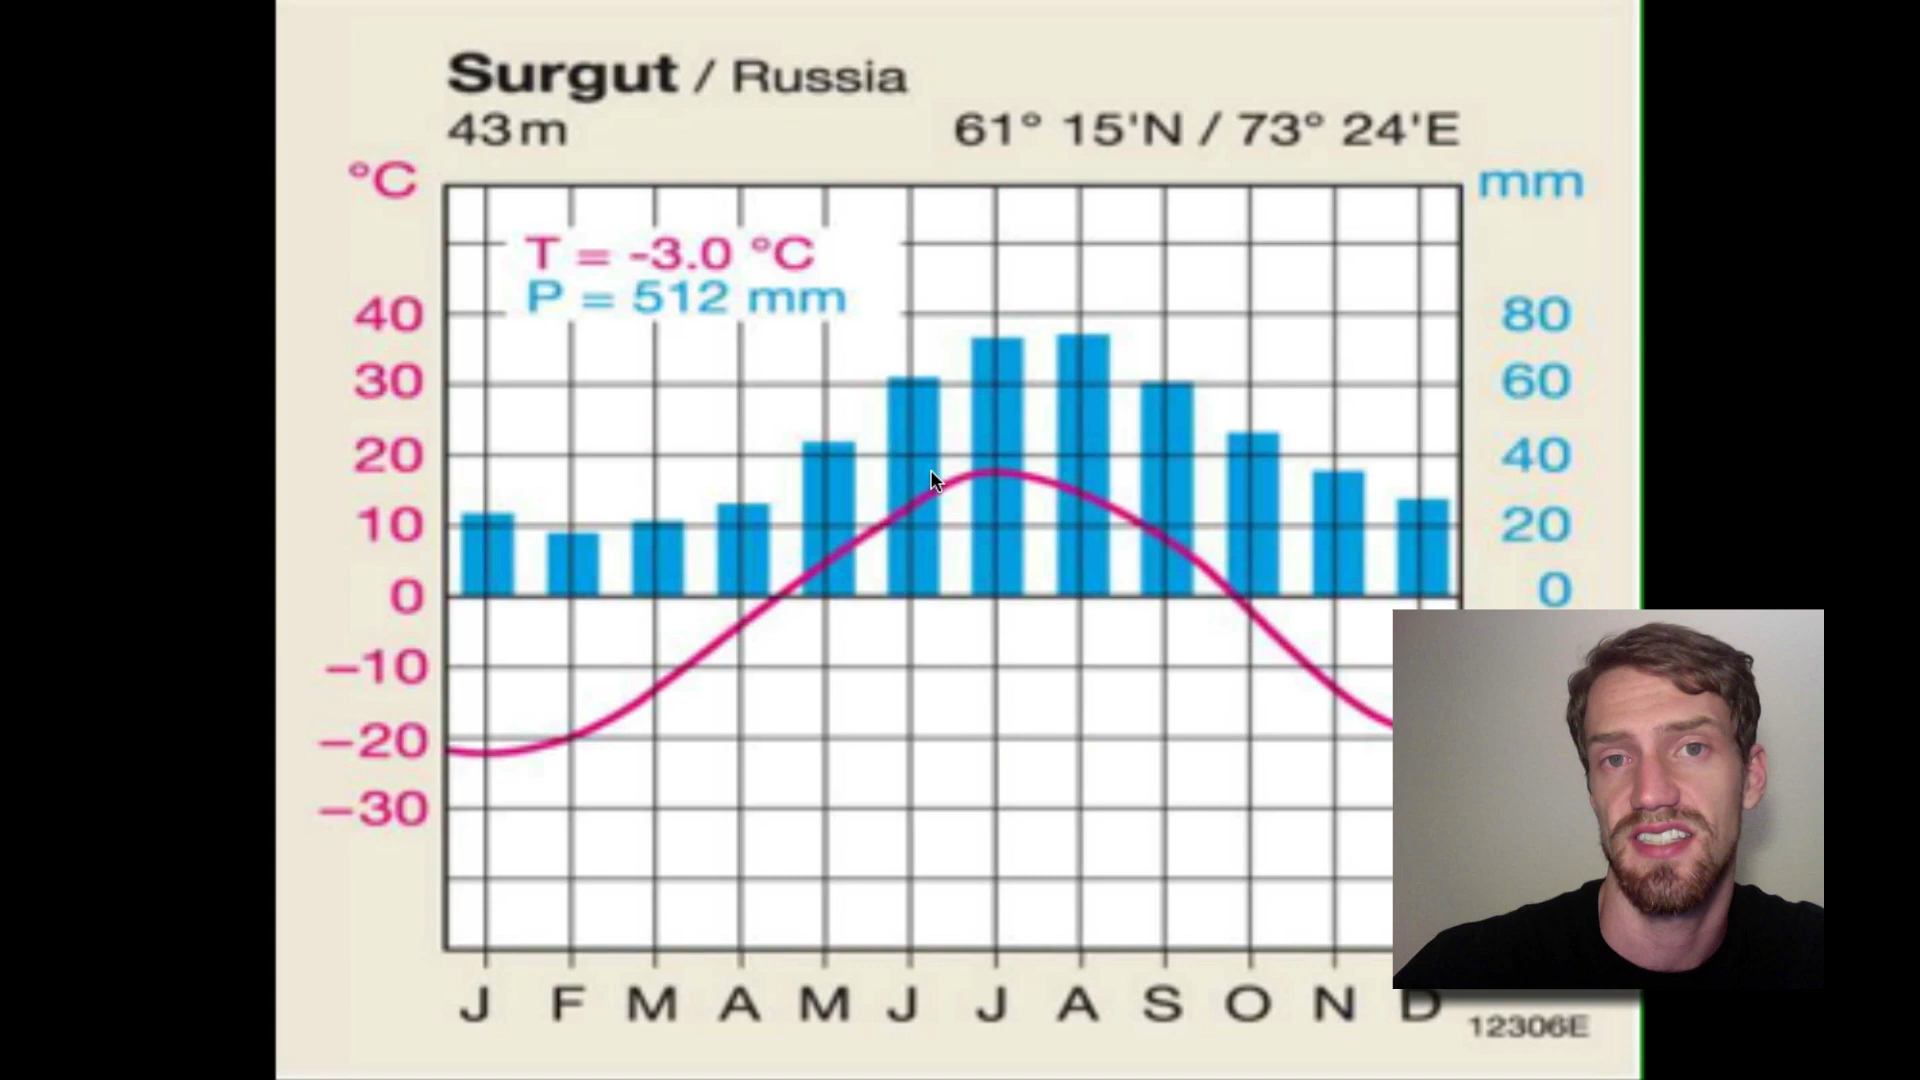 Surgut / Russia
43 m
61° 15'N / 73° 24'E
°C
mm
T = -3.0 °C
P = 512 mm
40
80
30
60
20
40
10
20
0
0
–10
–20
–30
J F M A M J J A S O N D
12306E